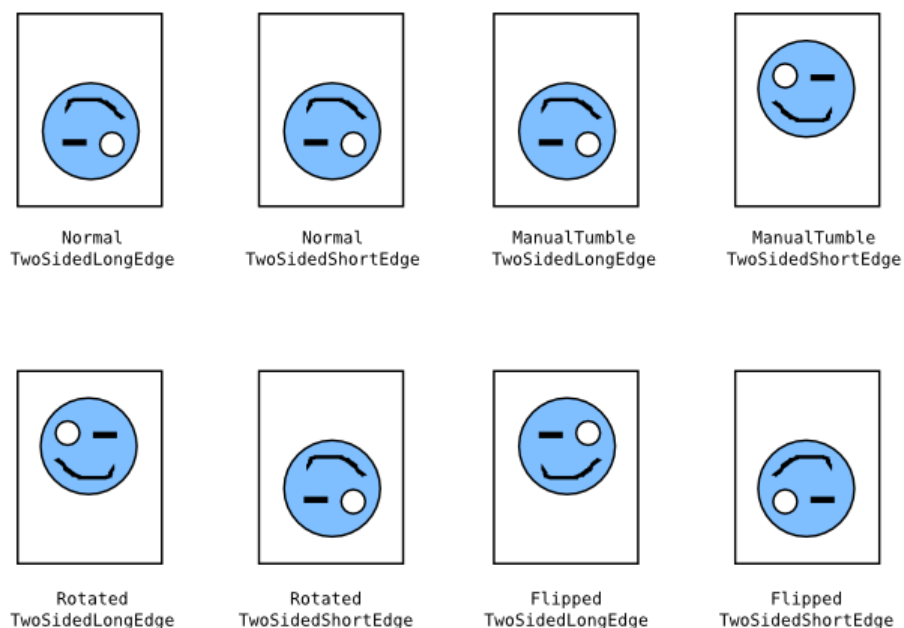 Normal
TwoSidedLongEdge
Normal
TwoSidedShortEdge
ManualTumble
TwoSidedLongEdge
ManualTumble
TwoSidedShortEdge
Rotated
TwoSidedLongEdge
Rotated
TwoSidedShortEdge
Flipped
TwoSidedLongEdge
Flipped
TwoSidedShortEdge